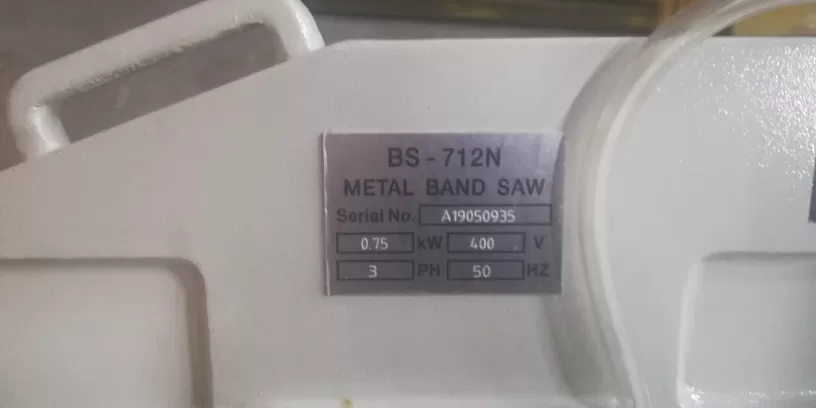 BS - 712N
METAL BAND SAW
Serial No. A19050935
0.75 kW 400 V
3 PH 50 HZ